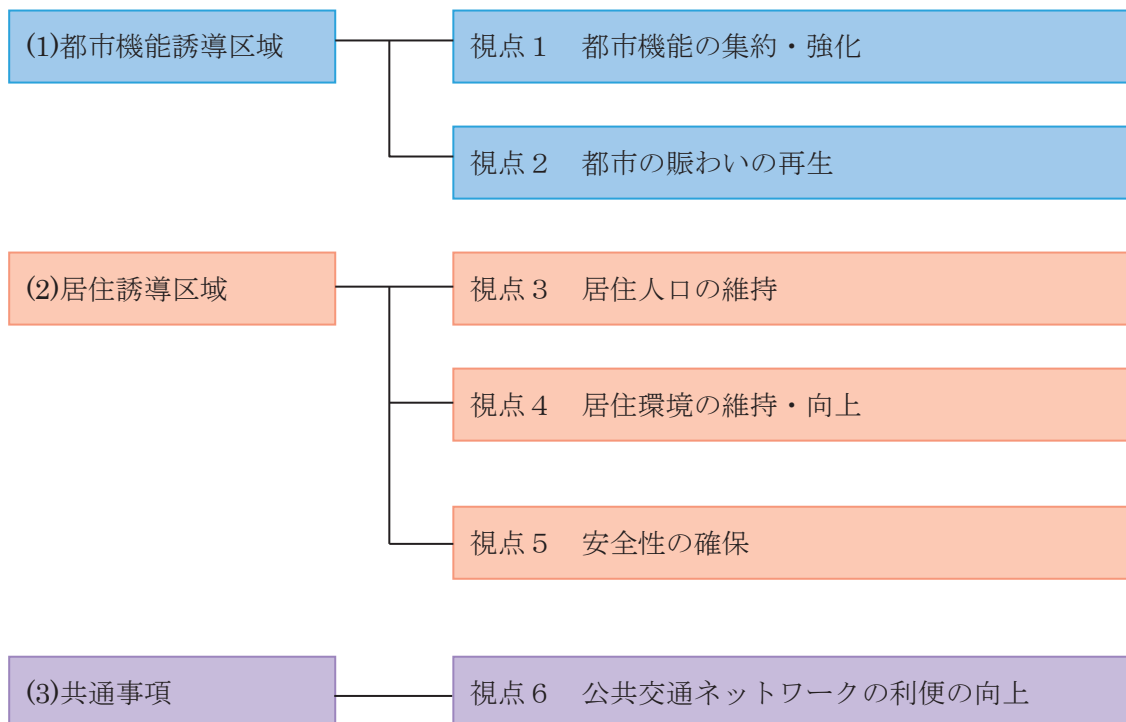 (1)都市機能誘導区域
視点１　都市機能の集約・強化
視点２　都市の賑わいの再生
(2)居住誘導区域
視点３　居住人口の維持
視点４　居住環境の維持・向上
視点５　安全性の確保
(3)共通事項
視点６　公共交通ネットワークの利便の向上